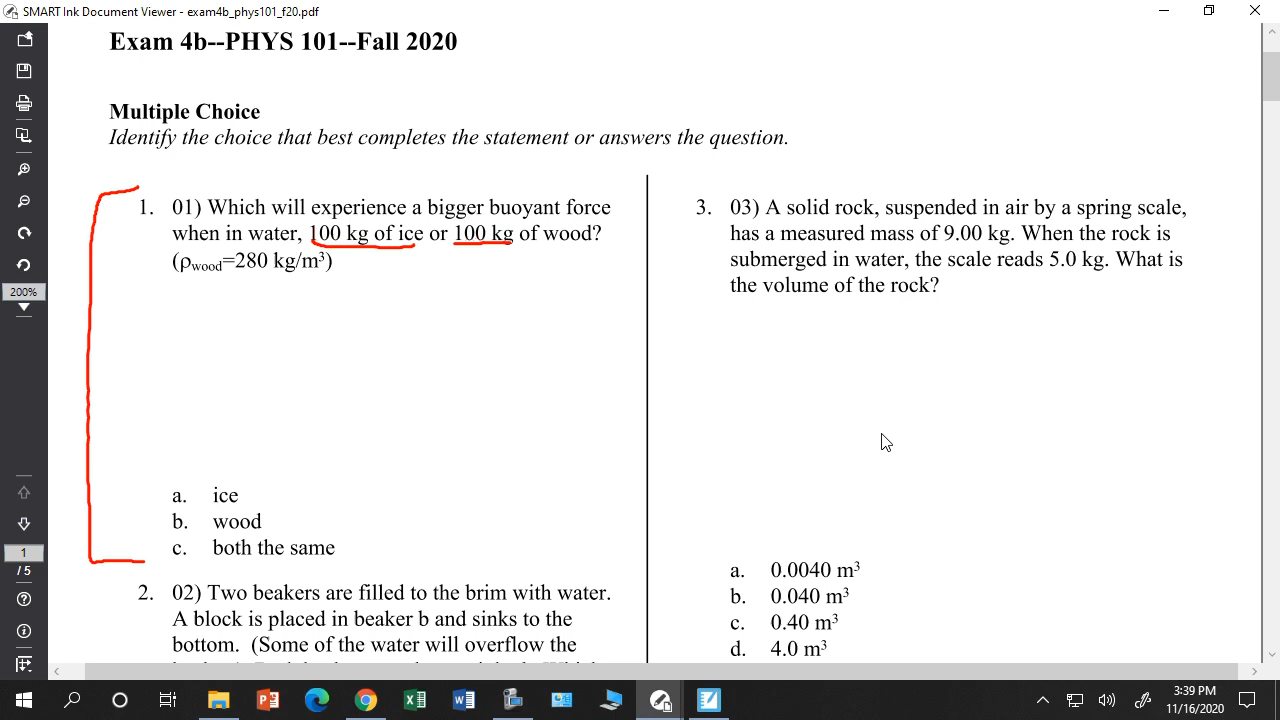 SMART Ink Document Viewer - exam4b_phys101_f20.pdf
Exam 4b--PHYS 101--Fall 2020
Multiple Choice
Identify the choice that best completes the statement or answers the question.
1. 01) Which will experience a bigger buoyant force
when in water, 100 kg of ice or 100 kg of wood?
(ρwood=280 kg/m³)
a. ice
b. wood
c. both the same
2. 02) Two beakers are filled to the brim with water.
A block is placed in beaker b and sinks to the
bottom. (Some of the water will overflow the
3. 03) A solid rock, suspended in air by a spring scale,
has a measured mass of 9.00 kg. When the rock is
submerged in water, the scale reads 5.0 kg. What is
the volume of the rock?
a. 0.0040 m³
b. 0.040 m³
c. 0.40 m³
d. 4.0 m³
200%
1
/ 5
3:39 PM
11/16/2020